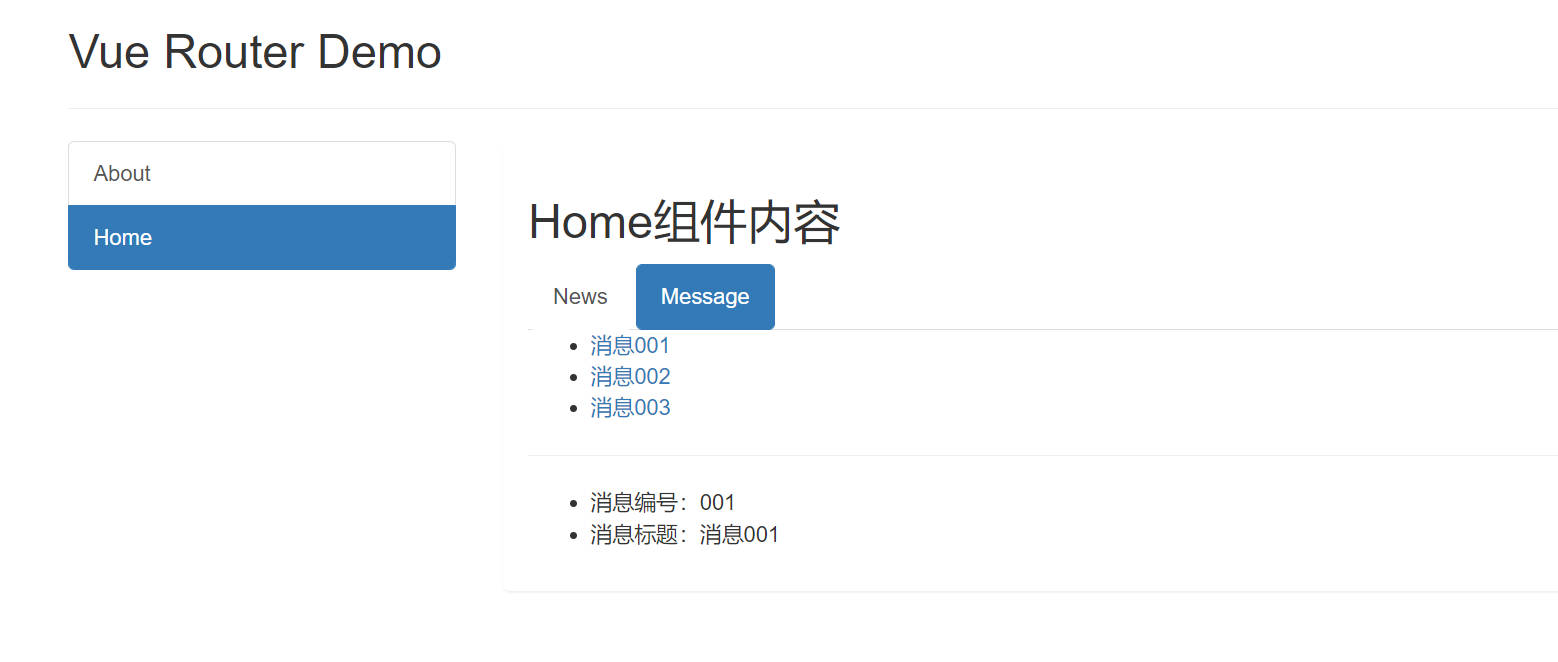 Vue Router Demo
About
Home
Home组件内容
News Message
消息001
消息002
消息003
消息编号：001
消息标题：消息001